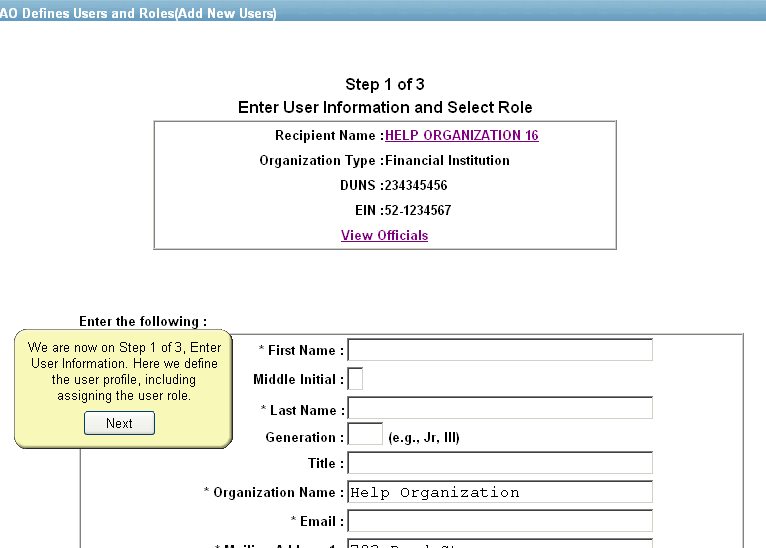 AO Defines Users and Roles(Add New Users)
Step 1 of 3
Enter User Information and Select Role
Recipient Name :HELP ORGANIZATION 16
Organization Type :Financial Institution
DUNS :234345456
EIN :52-1234567
View Officials
Enter the following :
We are now on Step 1 of 3, Enter
User Information. Here we define
the user profile, including
assigning the user role.
Next
* First Name :
Middle Initial :
* Last Name :
Generation : (e.g., Jr, III)
Title :
* Organization Name : Help Organization
* Email :